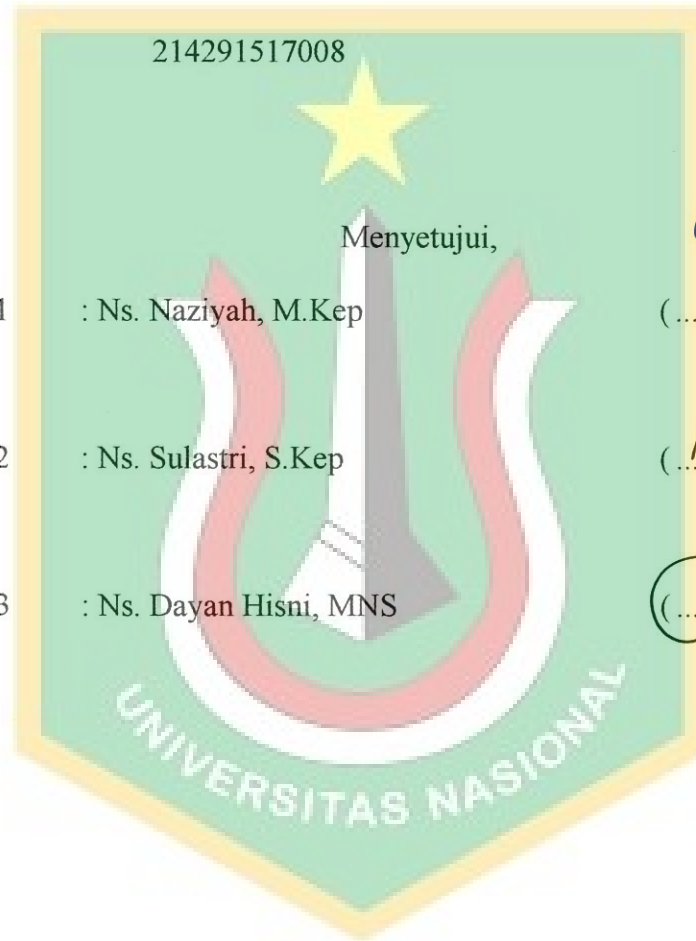 214291517008
Menyetujui,
1 : Ns. Naziyah, M.Kep (...
2 : Ns. Sulastri, S.Kep (...
3 : Ns. Dayan Hisni, MNS (...
UNIVERSITAS NASIONAL